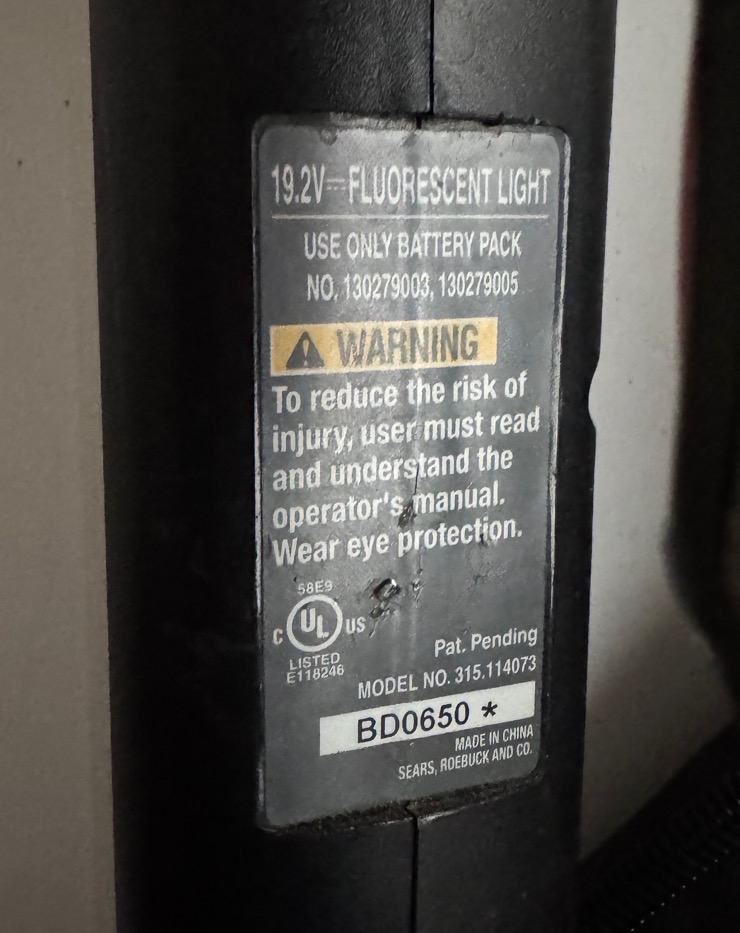 19.2V⎓FLUORESCENT LIGHT
USE ONLY BATTERY PACK
NO. 130279003, 130279005
WARNING
To reduce the risk of
injury, user must read
and understand the
operator's manual.
Wear eye protection.
58E9
C UL US
LISTED
E118246
Pat. Pending
MODEL NO. 315.114073
BD0650 *
MADE IN CHINA
SEARS, ROEBUCK AND CO.